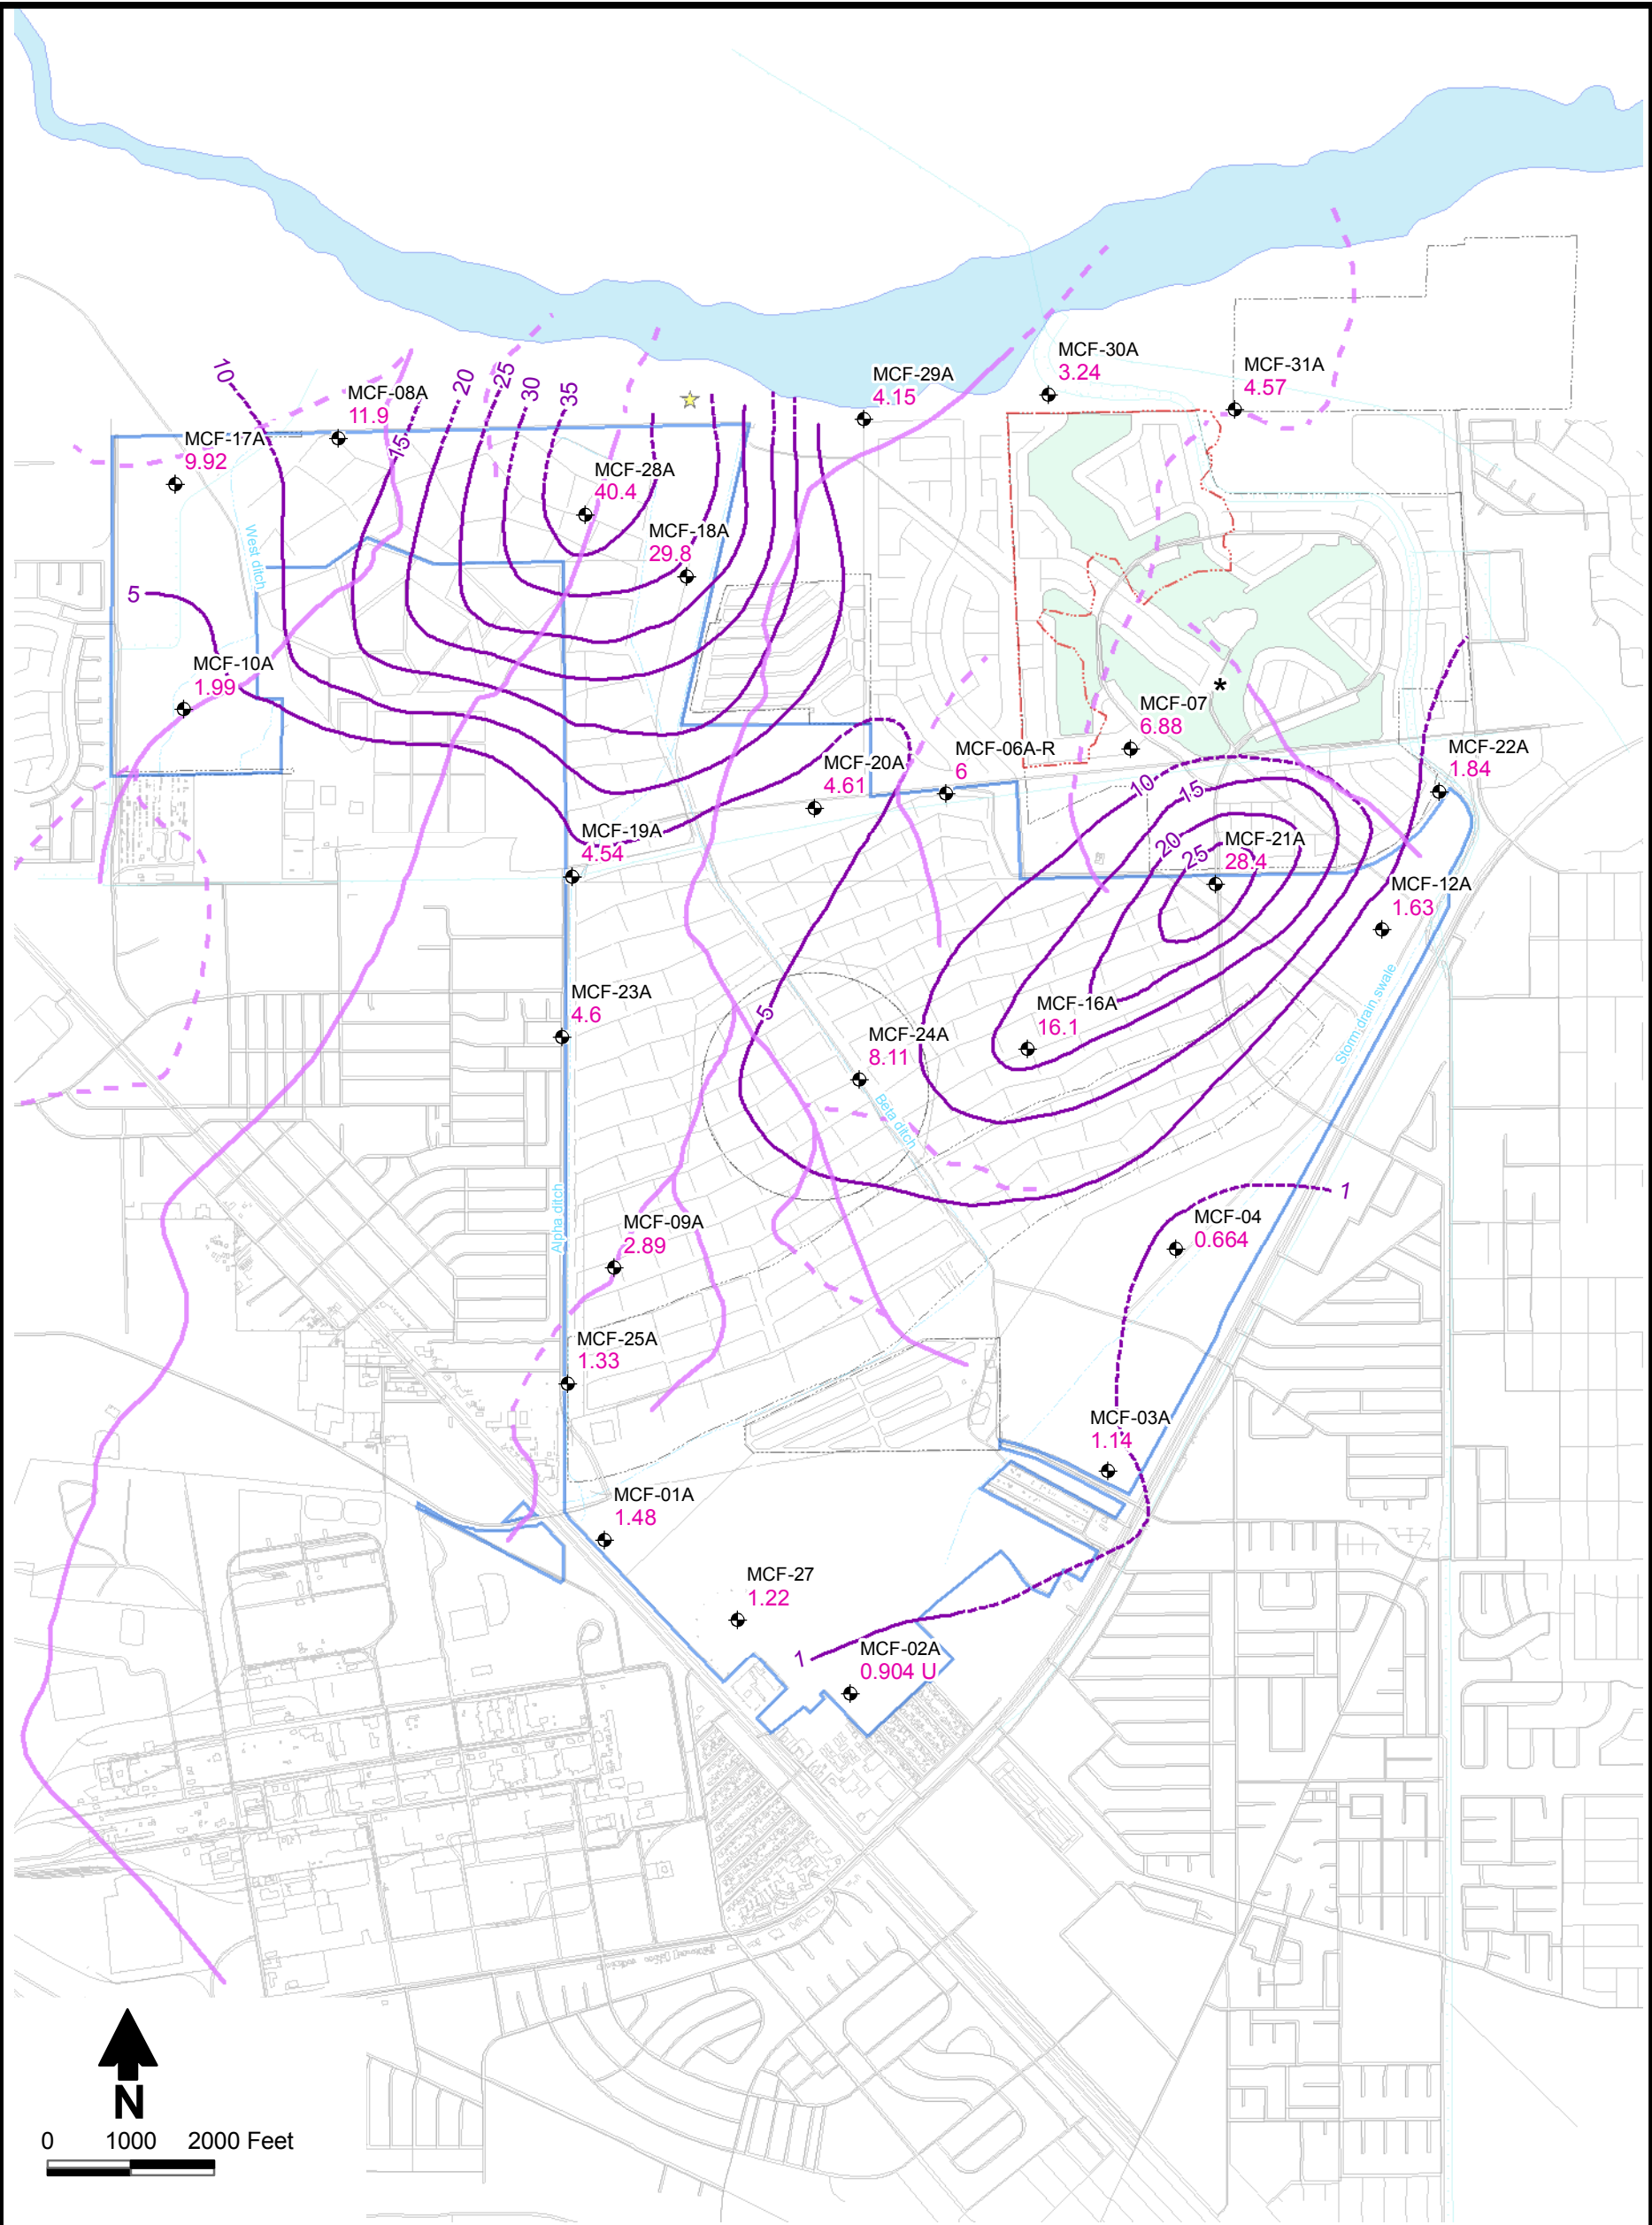 MCF-30A
3.24
MCF-31A
4.57
MCF-29A
4.15
10
20
25
30
35
MCF-08A
11.9
15
MCF-17A
9.92
MCF-28A
40.4
MCF-18A
29.8
West ditch
5
MCF-10A
1.99
*
MCF-07
6.88
MCF-06A-R
6
MCF-22A
1.84
MCF-20A
4.61
10
15
20
25
MCF-21A
28.4
MCF-19A
4.54
MCF-12A
1.63
MCF-23A
4.6
5
MCF-16A
16.1
MCF-24A
8.11
Storm drain swale
Beta ditch
Alpha ditch
1
MCF-04
0.664
MCF-09A
2.89
MCF-25A
1.33
MCF-03A
1.14
MCF-01A
1.48
MCF-27
1.22
1
MCF-02A
0.904 U
N
0 1000 2000 Feet